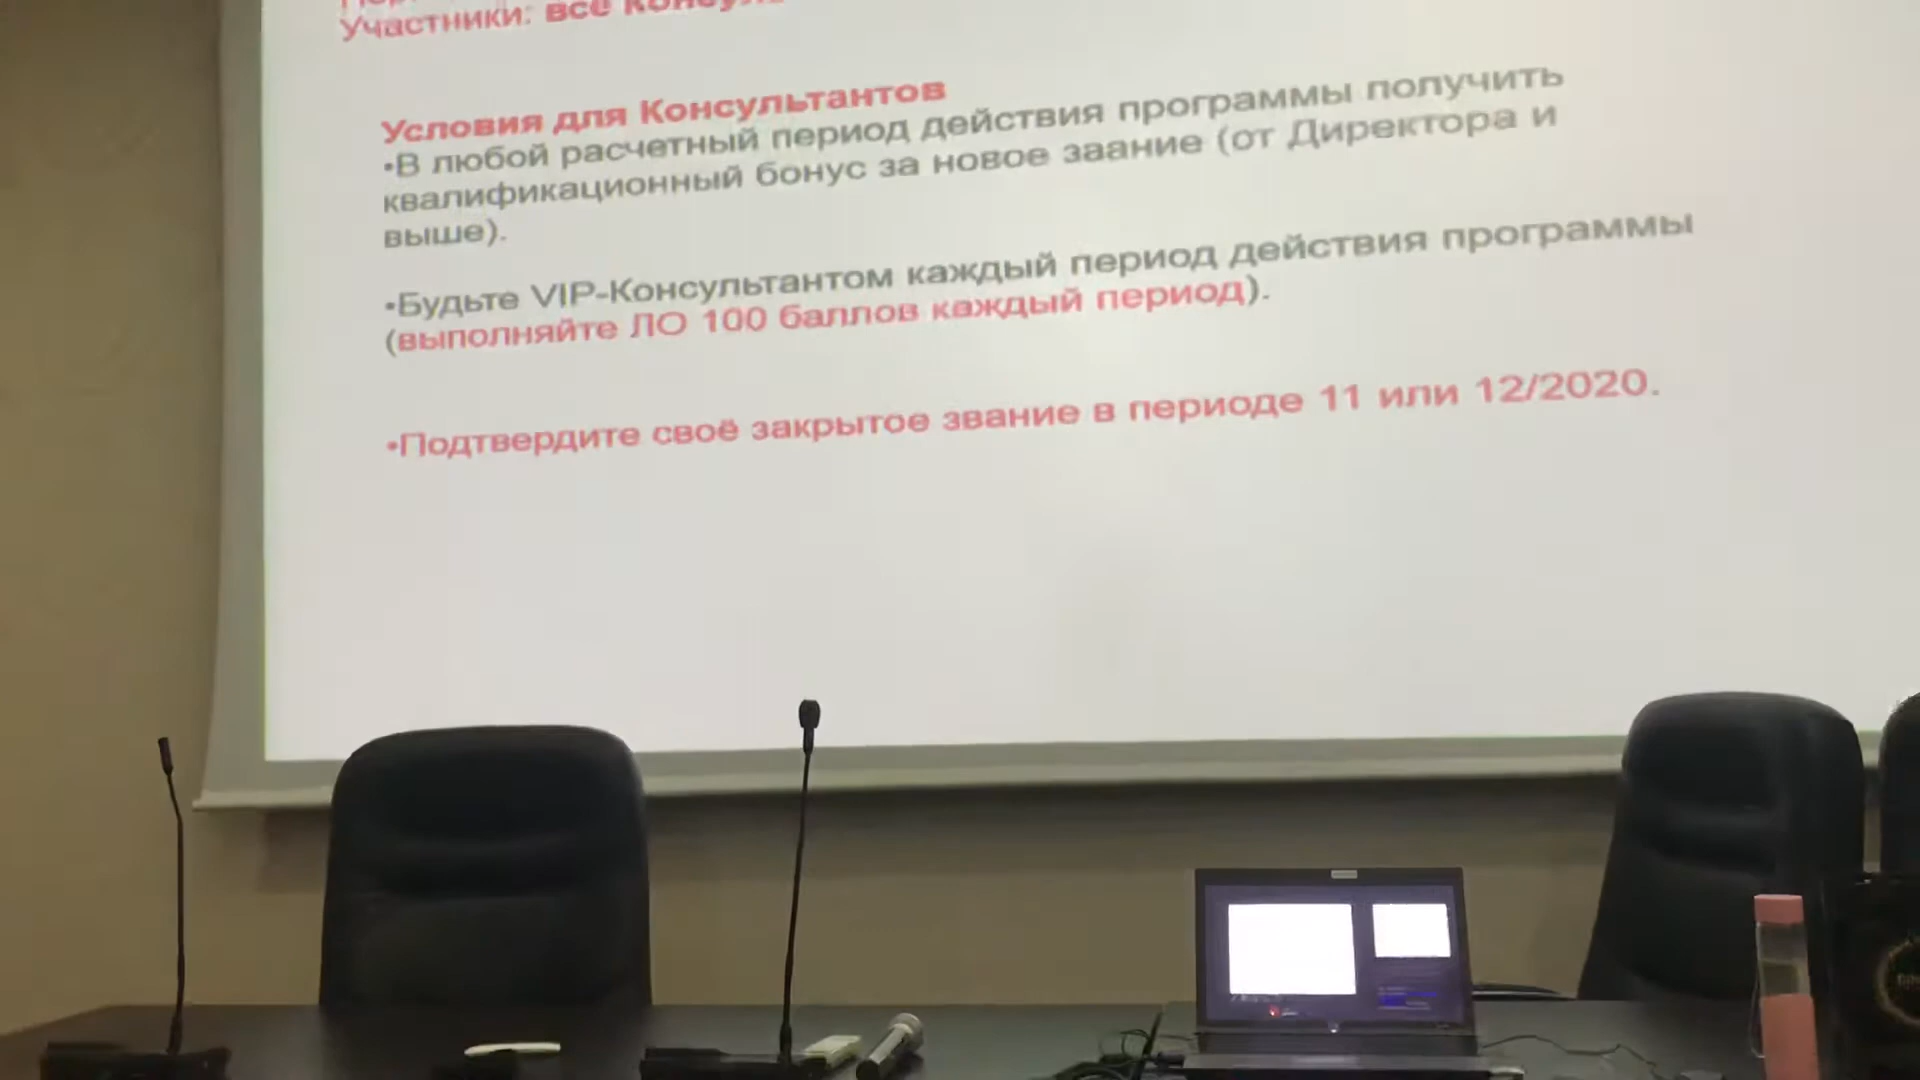 Участники: все
Условия для Консультантов
•В любой расчетный период действия программы получить
квалификационный бонус за новое заание (от Директора и
выше).
•Будьте VIP-Консультантом каждый период действия программы
(выполняйте ЛО 100 баллов каждый период).
•Подтвердите своё закрытое звание в периоде 11 или 12/2020.